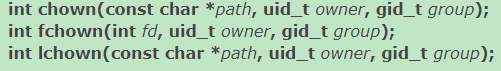 int chown(const char *path, uid_t owner, gid_t group);
int fchown(int fd, uid_t owner, gid_t group);
int lchown(const char *path, uid_t owner, gid_t group);